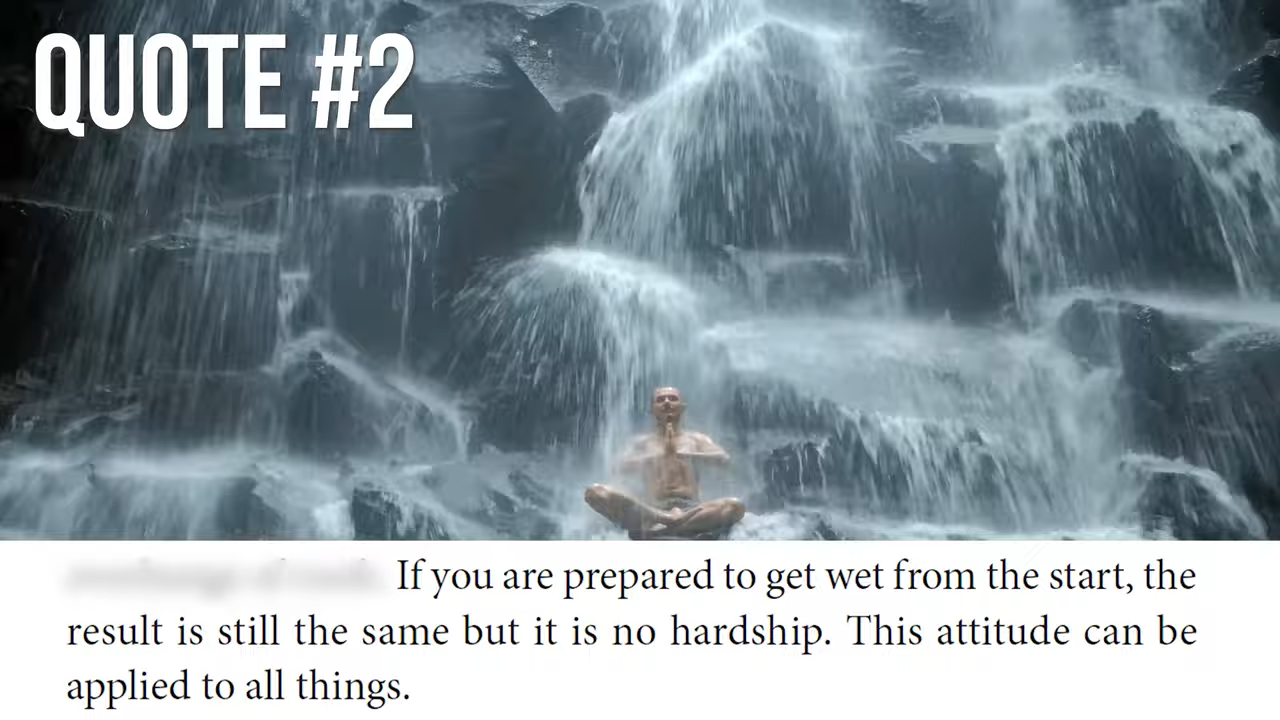 QUOTE #2
If you are prepared to get wet from the start, the
result is still the same but it is no hardship. This attitude can be
applied to all things.